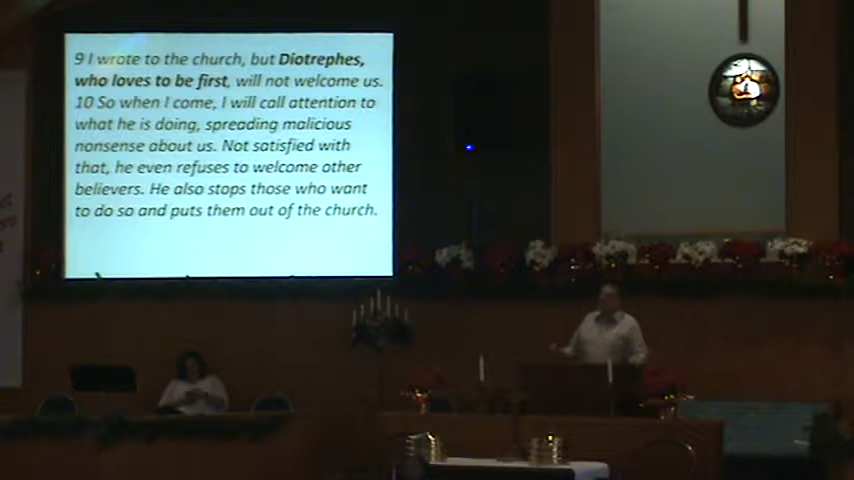 9 I wrote to the church, but Diotrephes,
who loves to be first, will not welcome us.
10 So when I come, I will call attention to
what he is doing, spreading malicious
nonsense about us. Not satisfied with
that, he even refuses to welcome other
believers. He also stops those who want
to do so and puts them out of the church.